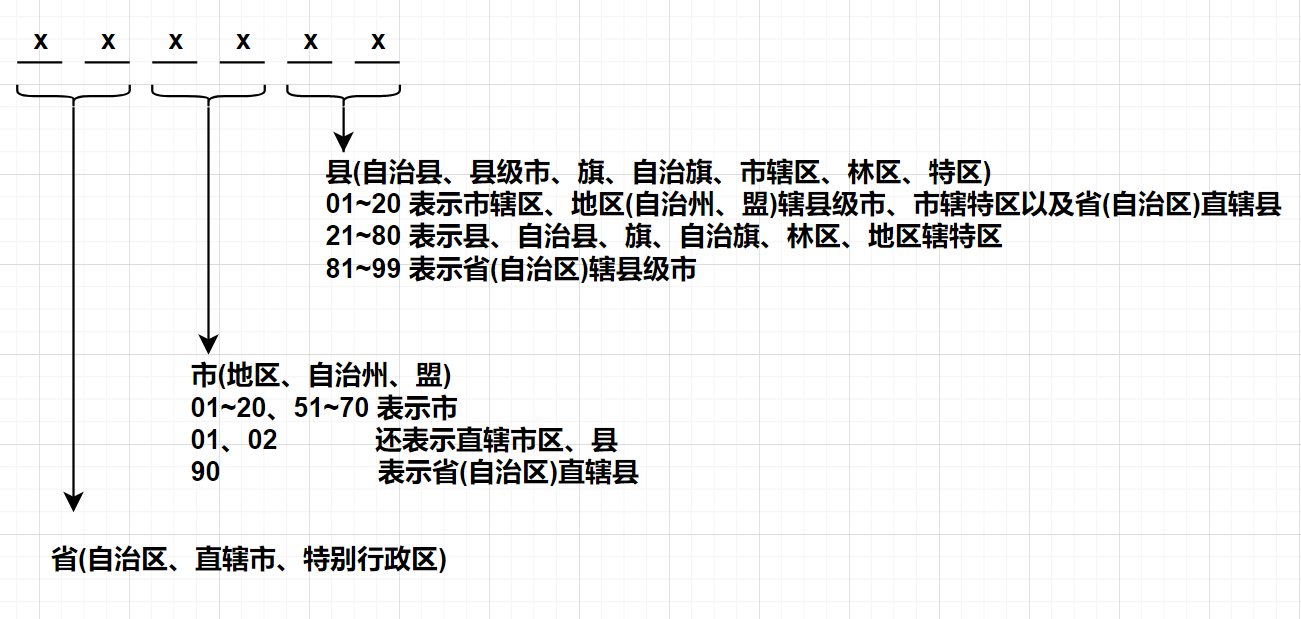 x x x x x x
县(自治县、县级市、旗、自治旗、市辖区、林区、特区)
01~20 表示市辖区、地区(自治州、盟)辖县级市、市辖特区以及省(自治区)直辖县
21~80 表示县、自治县、旗、自治旗、林区、地区辖特区
81~99 表示省(自治区)辖县级市
市(地区、自治州、盟)
01~20、51~70 表示市
01、02 还表示直辖市区、县
90 表示省(自治区)直辖县
省(自治区、直辖市、特别行政区)